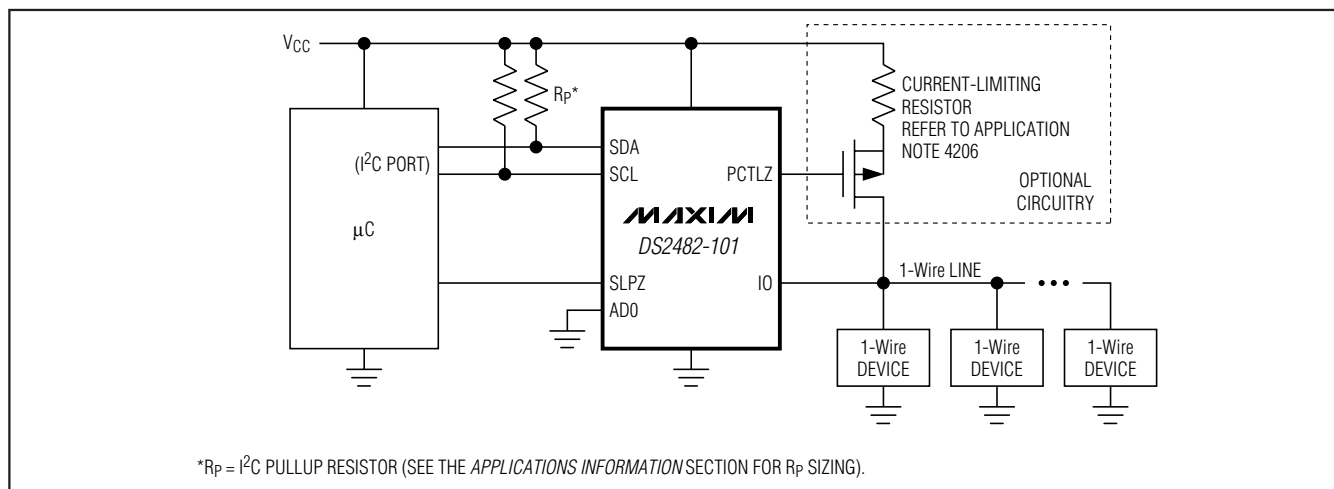 VCC
RP*
CURRENT-LIMITING
RESISTOR
REFER TO APPLICATION
NOTE 4206
OPTIONAL
CIRCUITRY
(I2C PORT)
µC
SDA
SCL
PCTLZ
MAXIM
DS2482-101
SLPZ
AD0
IO
1-Wire LINE
1-Wire
DEVICE
1-Wire
DEVICE
1-Wire
DEVICE
*RP = I2C PULLUP RESISTOR (SEE THE APPLICATIONS INFORMATION SECTION FOR RP SIZING).